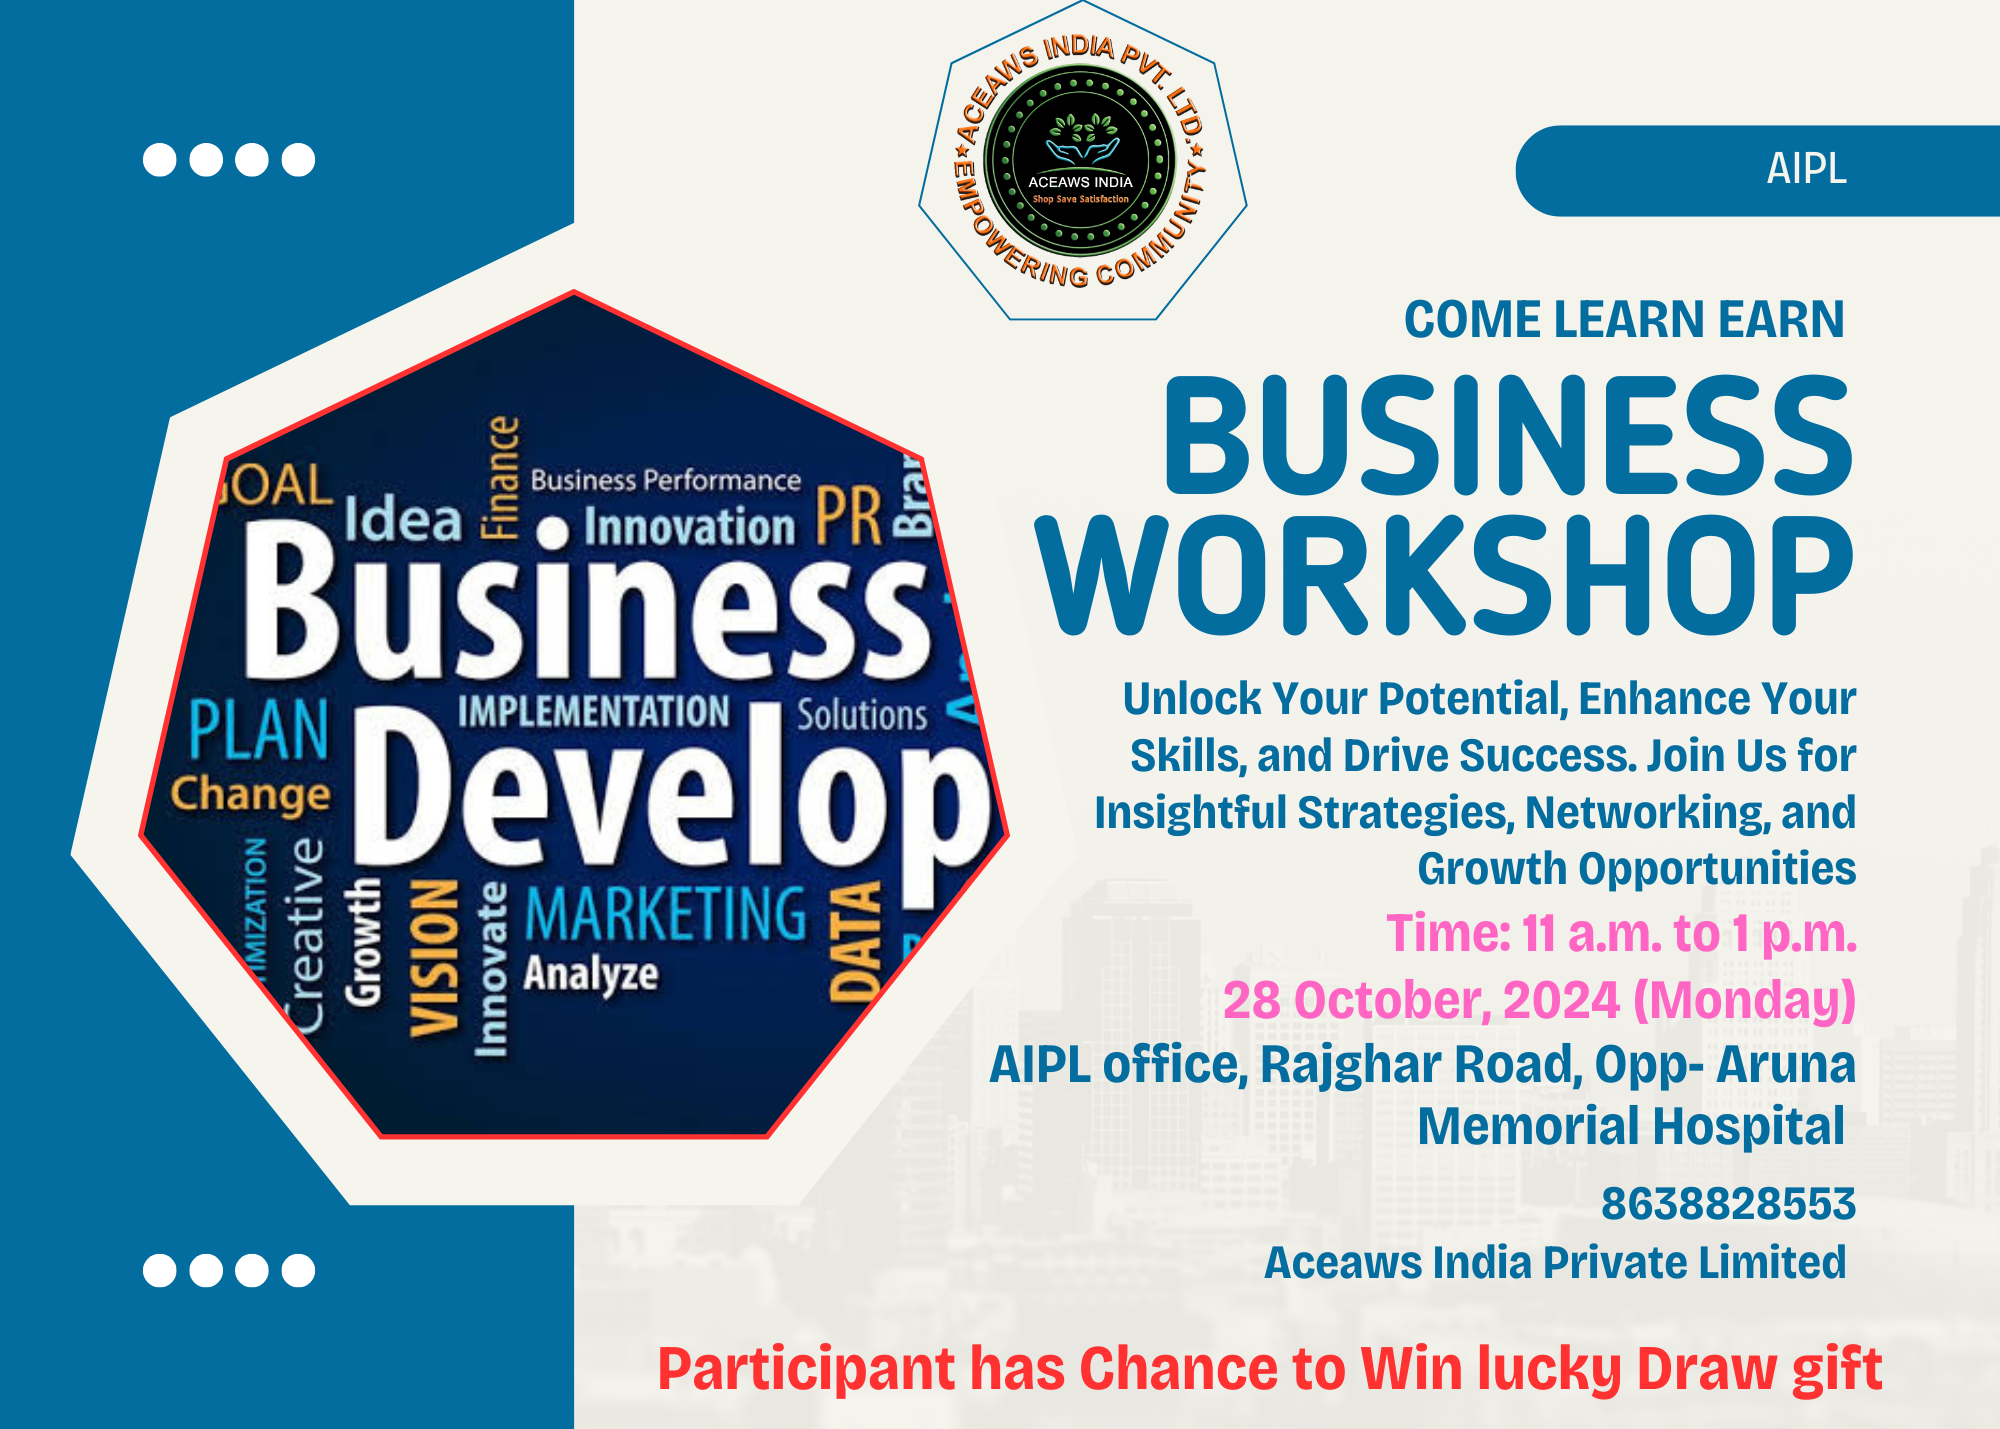 ACEAWS INDIA PVT. LTD.
EMPOWERING COMMUNITY
ACEAWS INDIA
Shop Save Satisfaction
AIPL
COME LEARN EARN
BUSINESS
WORKSHOP
Unlock Your Potential, Enhance Your
Skills, and Drive Success. Join Us for
Insightful Strategies, Networking, and
Growth Opportunities
Time: 11 a.m. to 1 p.m.
28 October, 2024 (Monday)
AIPL office, Rajghar Road, Opp- Aruna
Memorial Hospital
8638828553
Aceaws India Private Limited
Participant has Chance to Win lucky Draw gift
OAL
Idea
Finance
Business Performance
Innovation
PR
Bra
Business
PLAN
IMPLEMENTATION
Solutions
Change
Develop
TIMIZATION
Creative
Growth
VISION
Innovate
MARKETING
Analyze
DATA